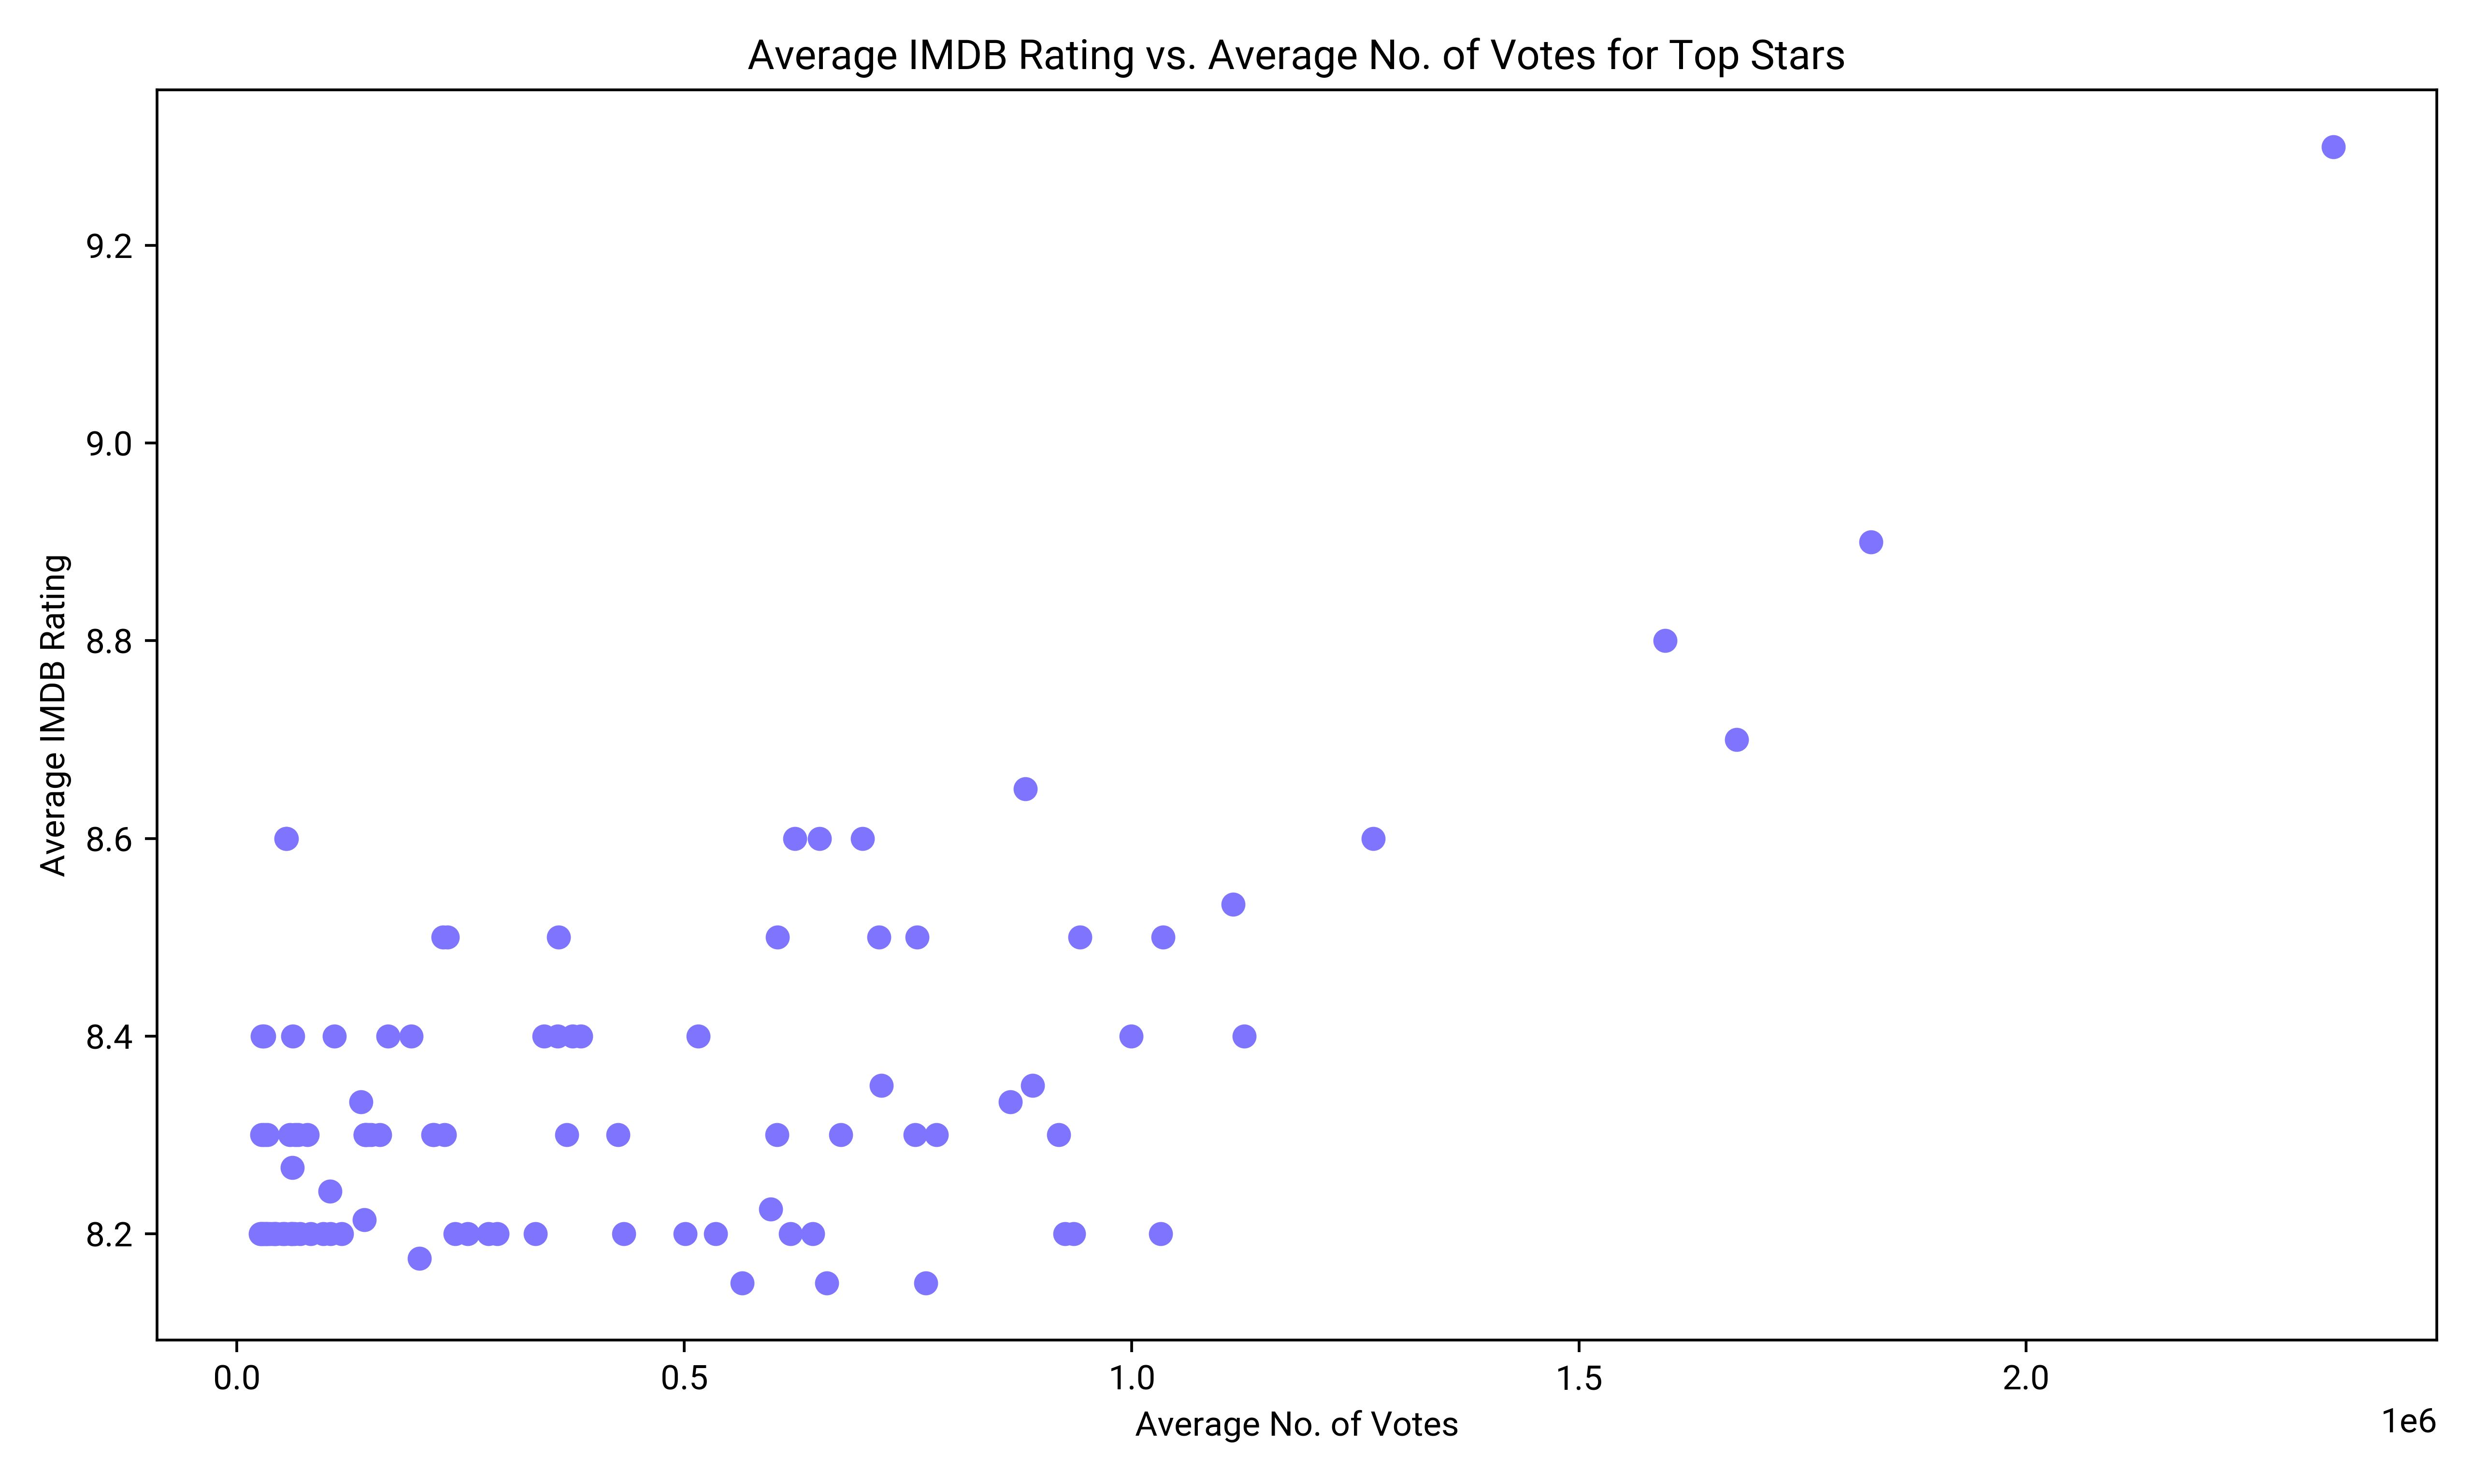 Average IMDB Rating vs. Average No. of Votes for Top Stars
Average IMDB Rating
9.2
9.0
8.8
8.6
8.4
8.2
0.0 0.5 1.0 1.5 2.0
Average No. of Votes
1e6